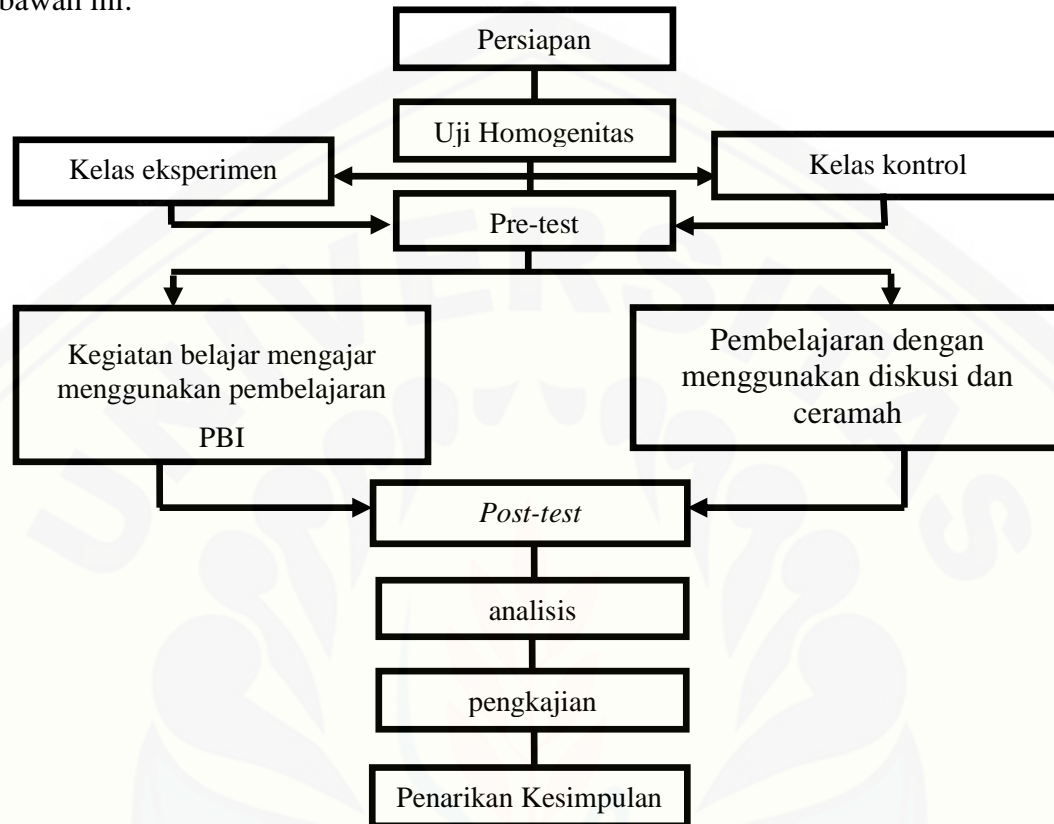 bawah ini:
Persiapan
Uji Homogenitas
Kelas eksperimen
Kelas kontrol
Pre-test
Kegiatan belajar mengajar
menggunakan pembelajaran
PBI
Pembelajaran dengan
menggunakan diskusi dan
ceramah
Post-test
analisis
pengkajian
Penarikan Kesimpulan
UNIVERSITAS